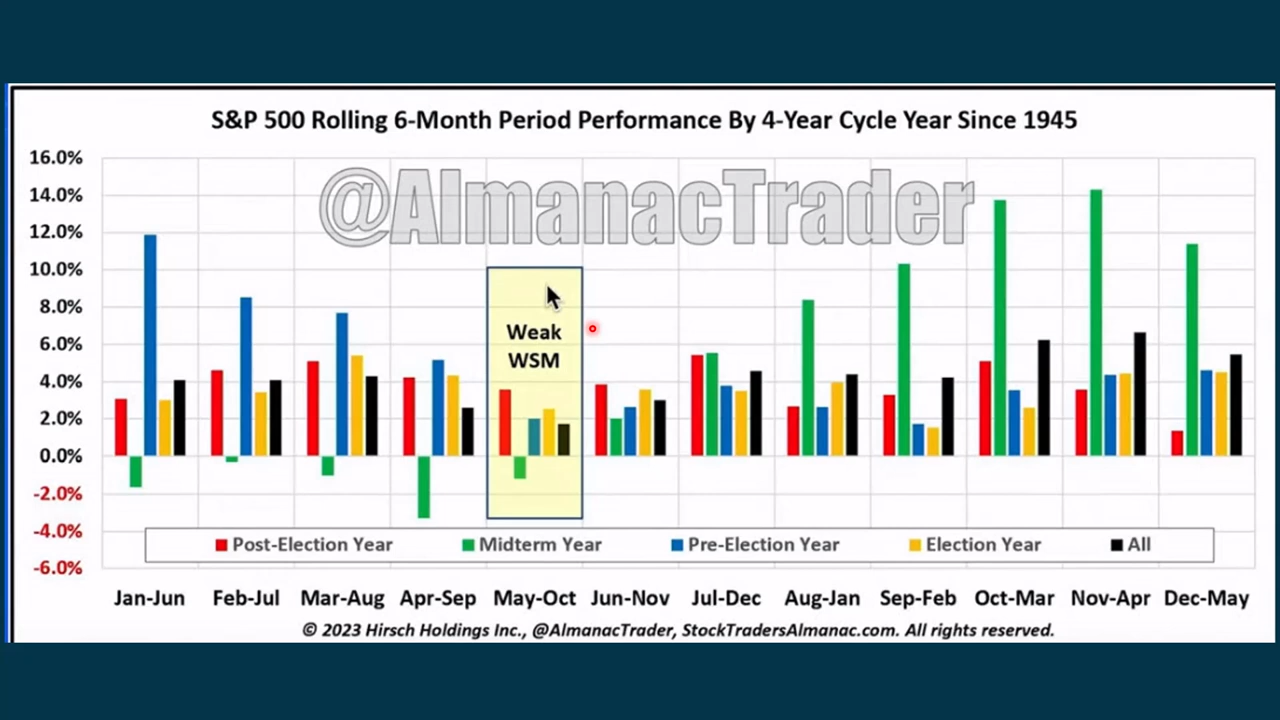 S&P 500 Rolling 6-Month Period Performance By 4-Year Cycle Year Since 1945
@AlmanacTrader
16.0%
14.0%
12.0%
10.0%
8.0%
6.0%
4.0%
2.0%
0.0%
-2.0%
-4.0%
-6.0%
Weak
WSM
Post-Election Year Midterm Year Pre-Election Year Election Year All
Jan-Jun Feb-Jul Mar-Aug Apr-Sep May-Oct Jun-Nov Jul-Dec Aug-Jan Sep-Feb Oct-Mar Nov-Apr Dec-May
© 2023 Hirsch Holdings Inc., @AlmanacTrader, StockTradersAlmanac.com. All rights reserved.